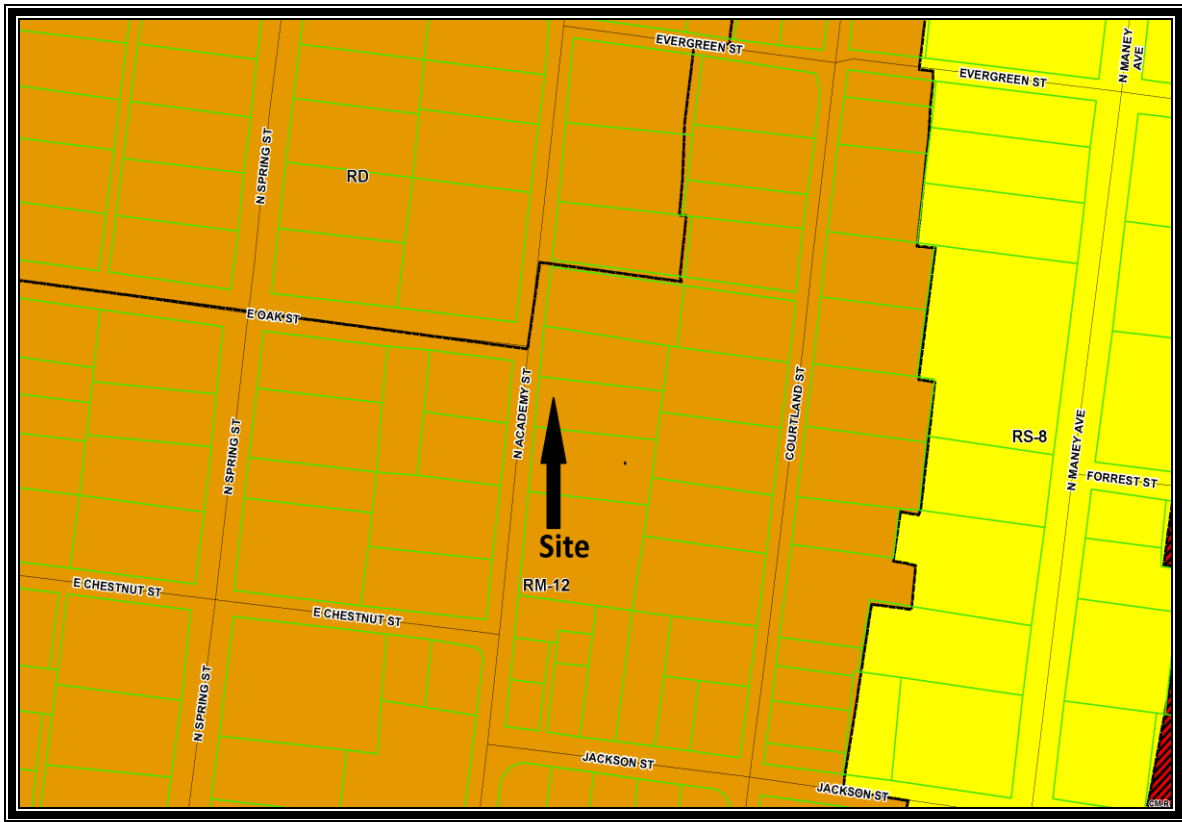 EVERGREEN ST
N MANEY
AVE
EVERGREEN ST
N SPRING ST
RD
E OAK ST
N ACADEMY ST
COURTLAND ST
N SPRING ST
N MANEY AVE
RS-8
FORREST ST
Site
RM-12
E CHESTNUT ST
E CHESTNUT ST
N SPRING ST
JACKSON ST
JACKSON ST
CM-R